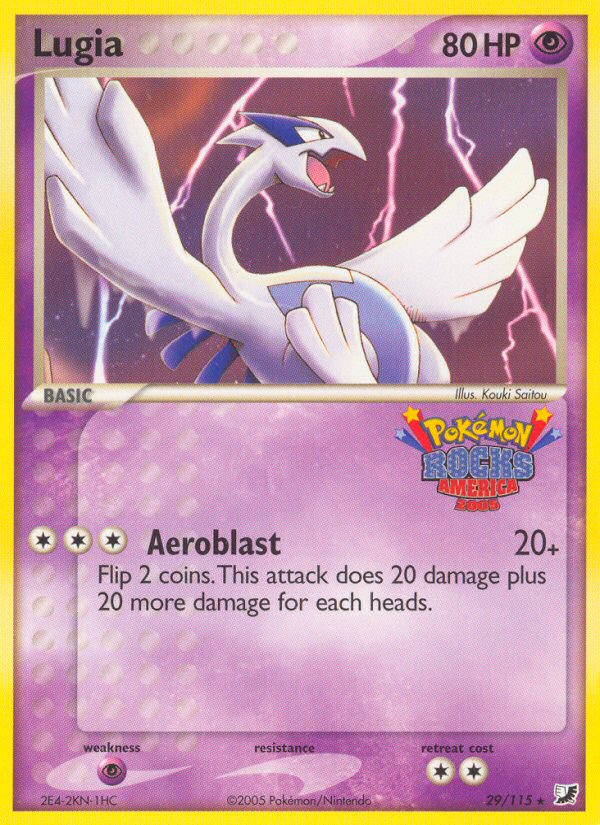 Lugia
80 HP
BASIC
Illus. Kouki Saitou
POKéMON
ROCKS
AMERICA
2005
Aeroblast 20+
Flip 2 coins. This attack does 20 damage plus
20 more damage for each heads.
weakness resistance retreat cost
2E4-2KN-1HC ©2005 Pokémon/Nintendo 29/115 ★